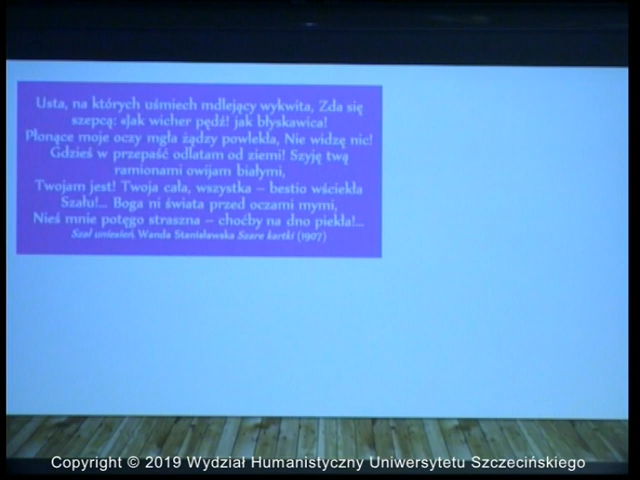 Usta, na których uśmiech mdlejący wykwita, Zda się
szepcą: «Jak wicher pędź! jak błyskawica!
Płonące moje oczy mgła żądzy powlekła, Nie widzę nic!
Gdzieś w przepaść odlatam od ziemi! Szyję twą
ramionami owijam białymi,
Twojam jest! Twoja cała, wszystka – bestio wściekła
Szału!... Boga ni świata przed oczami mymi,
Nieś mnie potęgo straszna – choćby na dno piekła!...
Szał uniesień, Wanda Stanisławska Szare kartki (1907)
Copyright © 2019 Wydział Humanistyczny Uniwersytetu Szczecińskiego